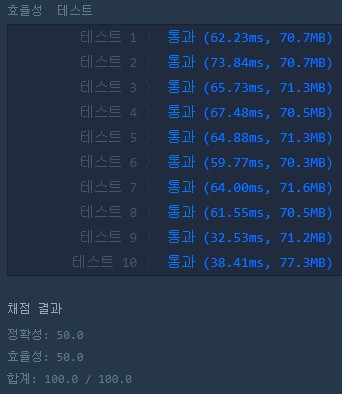 효율성 테스트
테스트 1 〉 통과 (62.23ms, 70.7MB)
테스트 2 〉 통과 (73.84ms, 70.7MB)
테스트 3 〉 통과 (65.73ms, 71.3MB)
테스트 4 〉 통과 (67.48ms, 70.5MB)
테스트 5 〉 통과 (64.88ms, 71.3MB)
테스트 6 〉 통과 (59.77ms, 70.3MB)
테스트 7 〉 통과 (64.00ms, 71.6MB)
테스트 8 〉 통과 (61.55ms, 70.5MB)
테스트 9 〉 통과 (32.53ms, 71.2MB)
테스트 10 〉 통과 (38.41ms, 77.3MB)
채점 결과
정확성: 50.0
효율성: 50.0
합계: 100.0 / 100.0